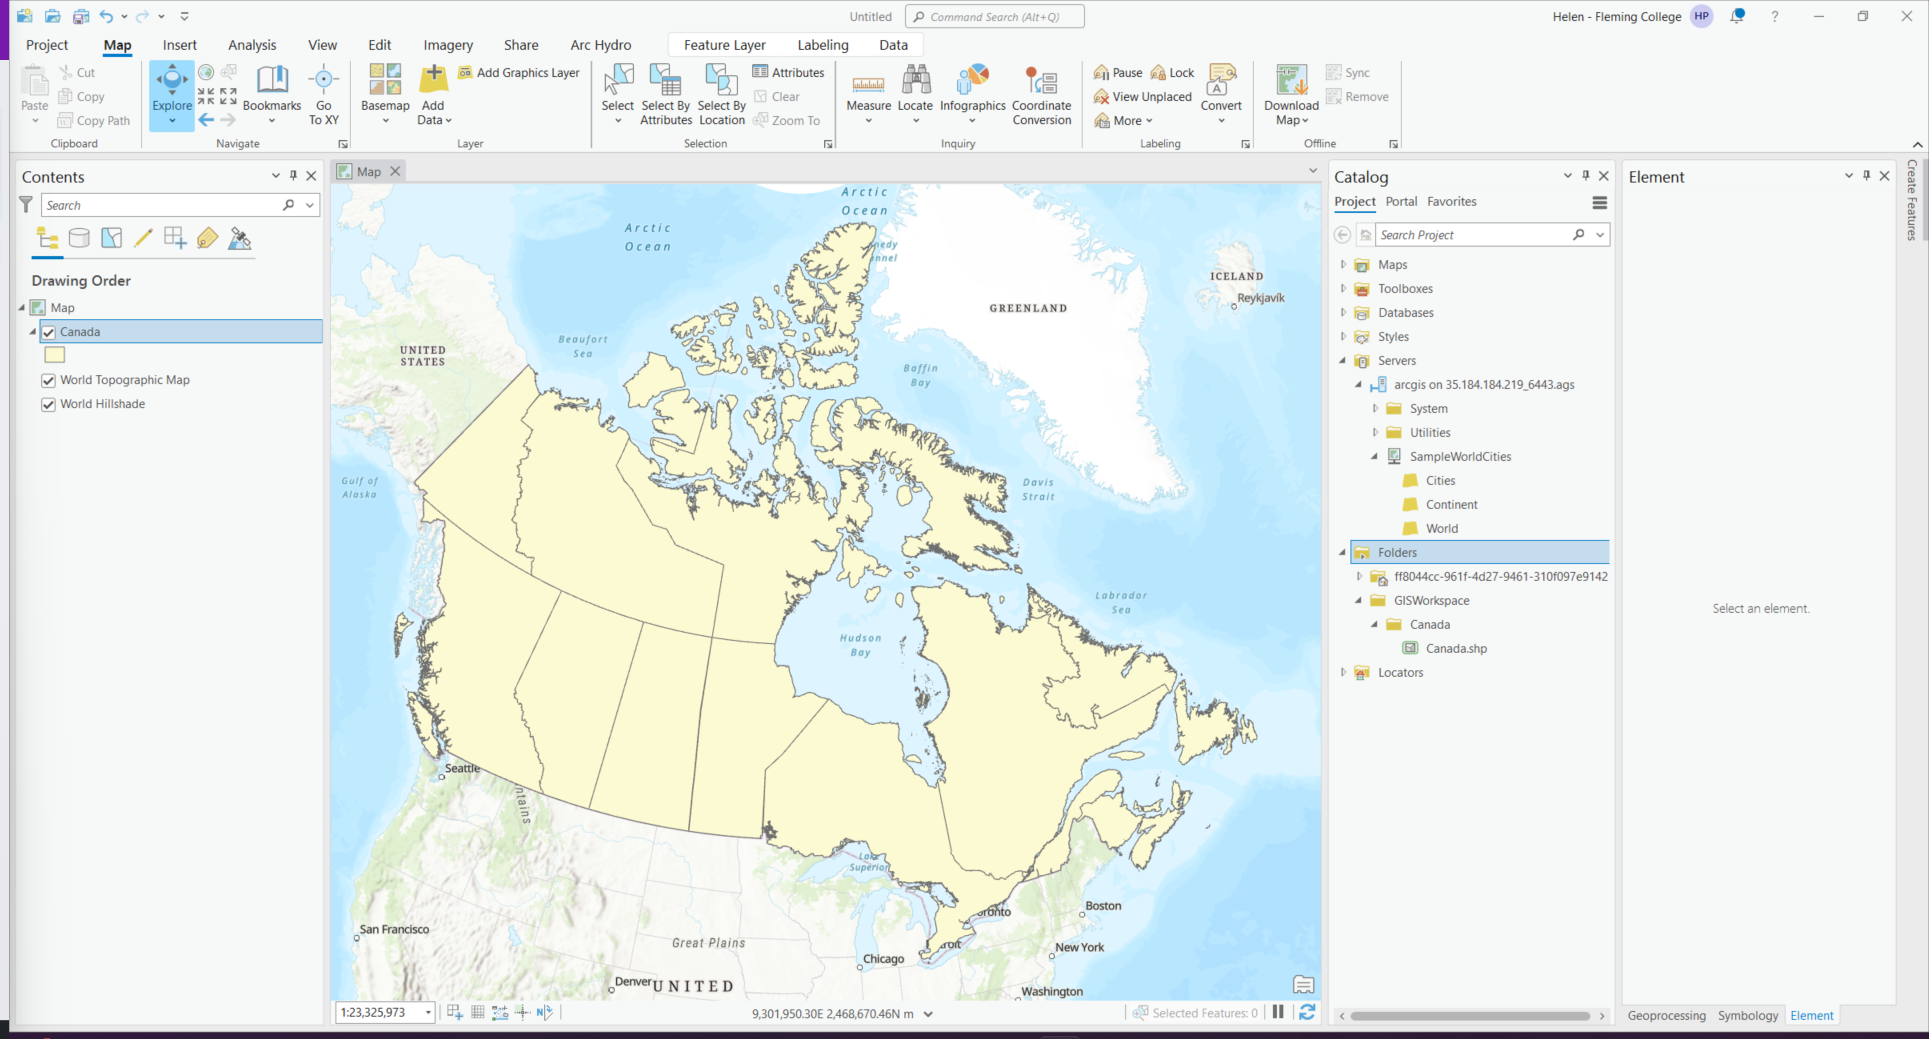 Untitled
Command Search (Alt+Q)
Helen - Fleming College
HP
?
Project Map Insert Analysis View Edit Imagery Share Arc Hydro Feature Layer Labeling Data
Paste
Cut
Copy
Copy Path
Clipboard
Explore
Bookmarks
Go
To XY
Navigate
Basemap
Add
Data
Add Graphics Layer
Layer
Select
Select By
Attributes
Select By
Location
Attributes
Clear
Zoom To
Selection
Measure
Locate
Infographics
Coordinate
Conversion
Inquiry
Pause
Lock
View Unplaced
More
Convert
Labeling
Download
Map
Sync
Remove
Offline
Contents
Search
Drawing Order
Map
Canada
World Topographic Map
World Hillshade
Map
Arctic
Ocean
Arctic
Ocean
nedy
nnel
GREENLAND
ICELAND
Reykjavík
Beaufort
Sea
UNITED
STATES
Baffin
Bay
Gulf of
Alaska
Davis
Strait
Labrador
Sea
Hudson
Bay
Seattle
ntains
Lake
Superior
San Francisco
Great Plains
oronto
Boston
roit
New York
Chicago
Denver
UNITED
Washington
1:23,325,973
9,301,950.30E 2,468,670.46N m
Selected Features: 0
Catalog
Project Portal Favorites
Search Project
Maps
Toolboxes
Databases
Styles
Servers
arcgis on 35.184.184.219_6443.ags
System
Utilities
SampleWorldCities
Cities
Continent
World
Folders
ff8044cc-961f-4d27-9461-310f097e9142
GISWorkspace
Canada
Canada.shp
Locators
Element
Select an element.
Geoprocessing Symbology Element
Create Features